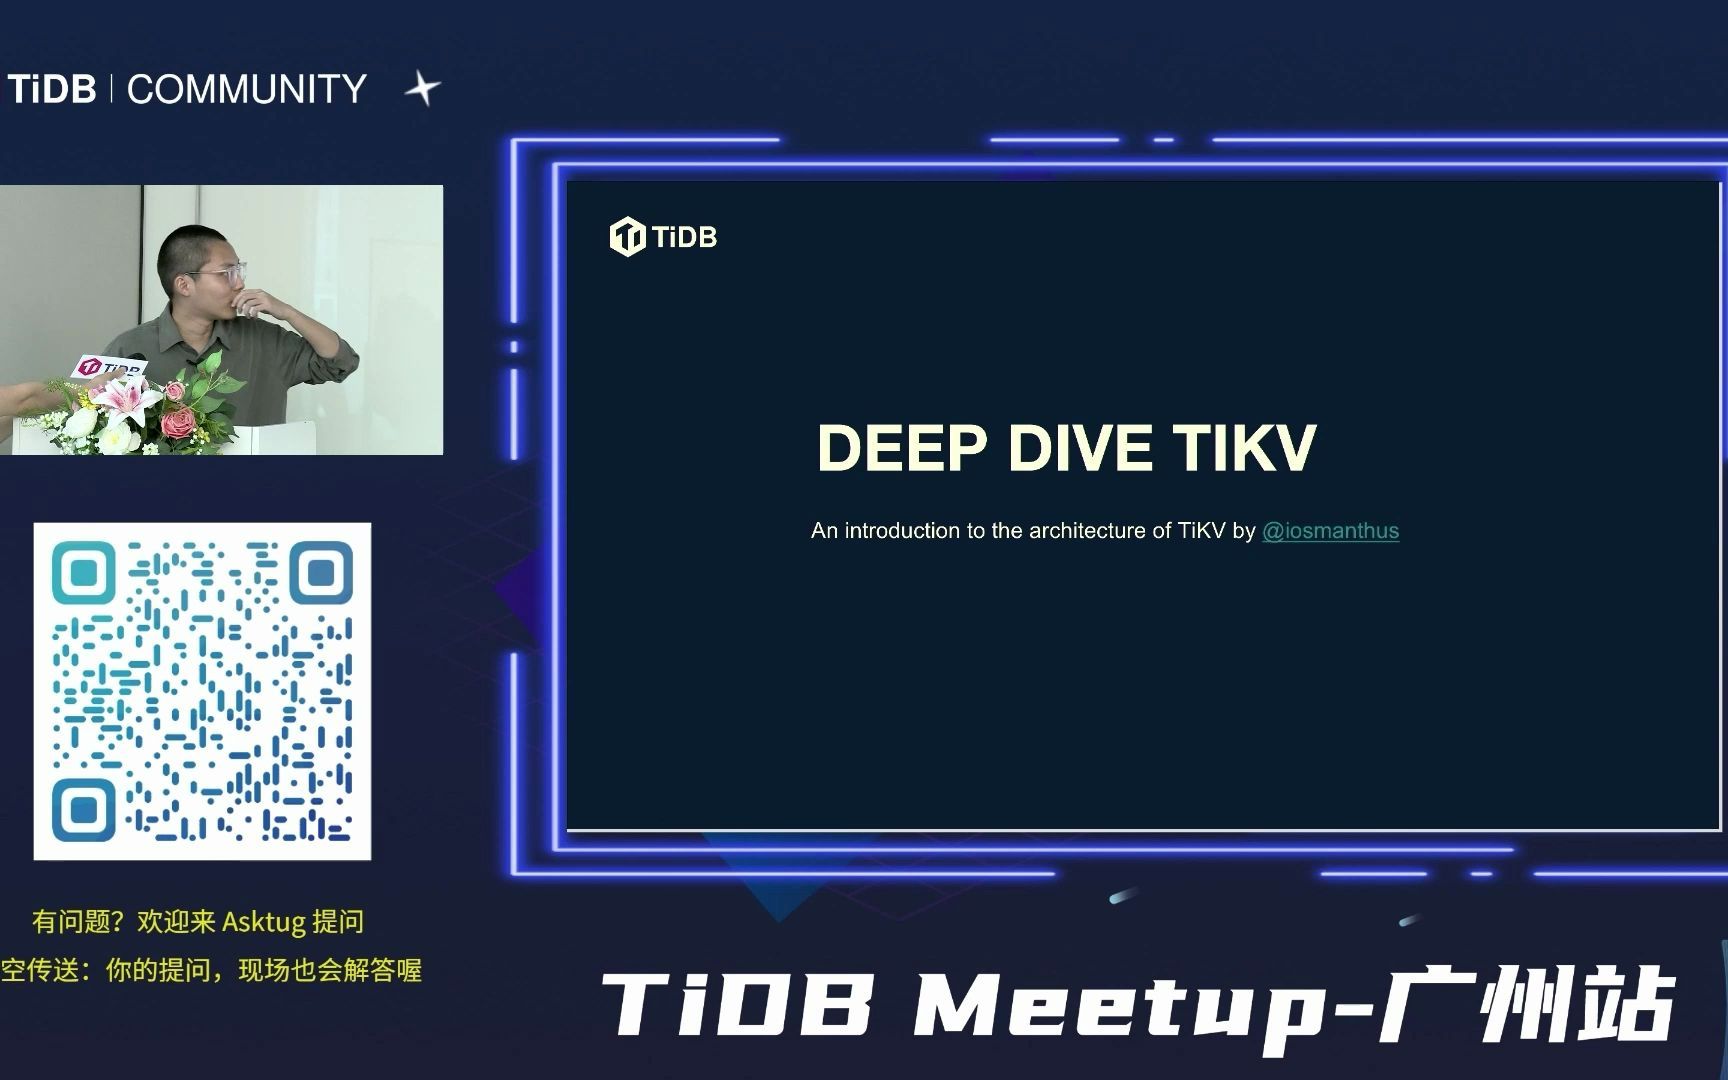 TiDB | COMMUNITY
TiDB
TiDB
DEEP DIVE TIKV
An introduction to the architecture of TiKV by @iosmanthus
有问题？欢迎来 Asktug 提问
空传送：你的提问，现场也会解答喔
TiDB Meetup-广州站